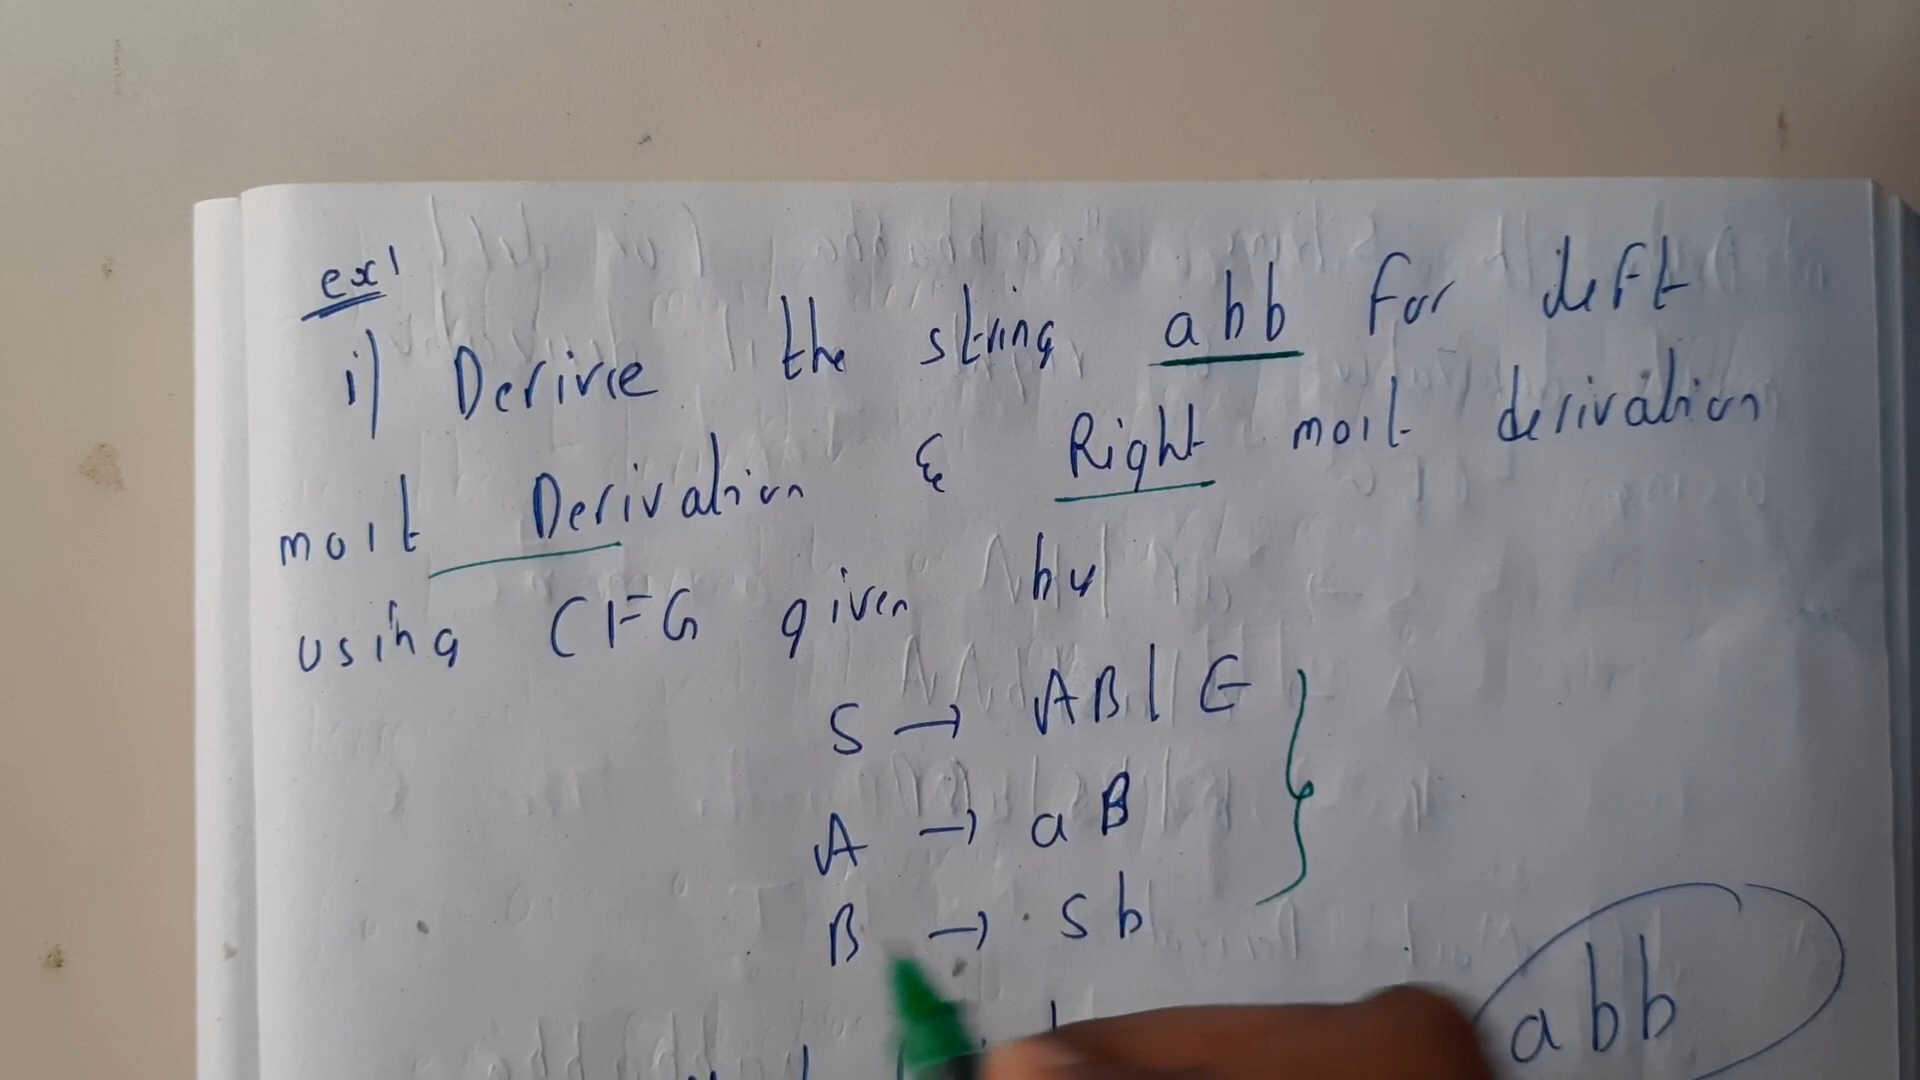 ex1
i) Derive the string abb for left
most Derivation & Right most derivation
using CFG given by
S → AB | ∈
A → aB
B → Sb
abb